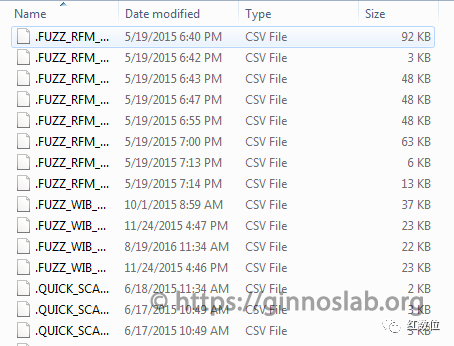 Name Date modified Type Size
.FUZZ_RFM_... 5/19/2015 6:40 PM CSV File 92 KB
.FUZZ_RFM_... 5/19/2015 6:42 PM CSV File 3 KB
.FUZZ_RFM_... 5/19/2015 6:43 PM CSV File 48 KB
.FUZZ_RFM_... 5/19/2015 6:47 PM CSV File 48 KB
.FUZZ_RFM_... 5/19/2015 6:55 PM CSV File 48 KB
.FUZZ_RFM_... 5/19/2015 7:00 PM CSV File 63 KB
.FUZZ_RFM_... 5/19/2015 7:13 PM CSV File 6 KB
.FUZZ_RFM_... 5/19/2015 7:14 PM CSV File 13 KB
.FUZZ_WIB_... 10/1/2015 8:59 AM CSV File 37 KB
.FUZZ_WIB_... 11/24/2015 4:47 PM CSV File 23 KB
.FUZZ_WIB_... 8/19/2016 11:34 AM CSV File 22 KB
.FUZZ_WIB_... 11/24/2015 4:46 PM CSV File 23 KB
.QUICK_SCA... 6/18/2015 11:34 AM CSV File 2 KB
© https://ginnoslab.org
.QUICK_SCA... 6/17/2015 10:49 AM CSV File 3 KB
.QUICK_SCA... 6/17/2015 10:49 AM CSV File KB